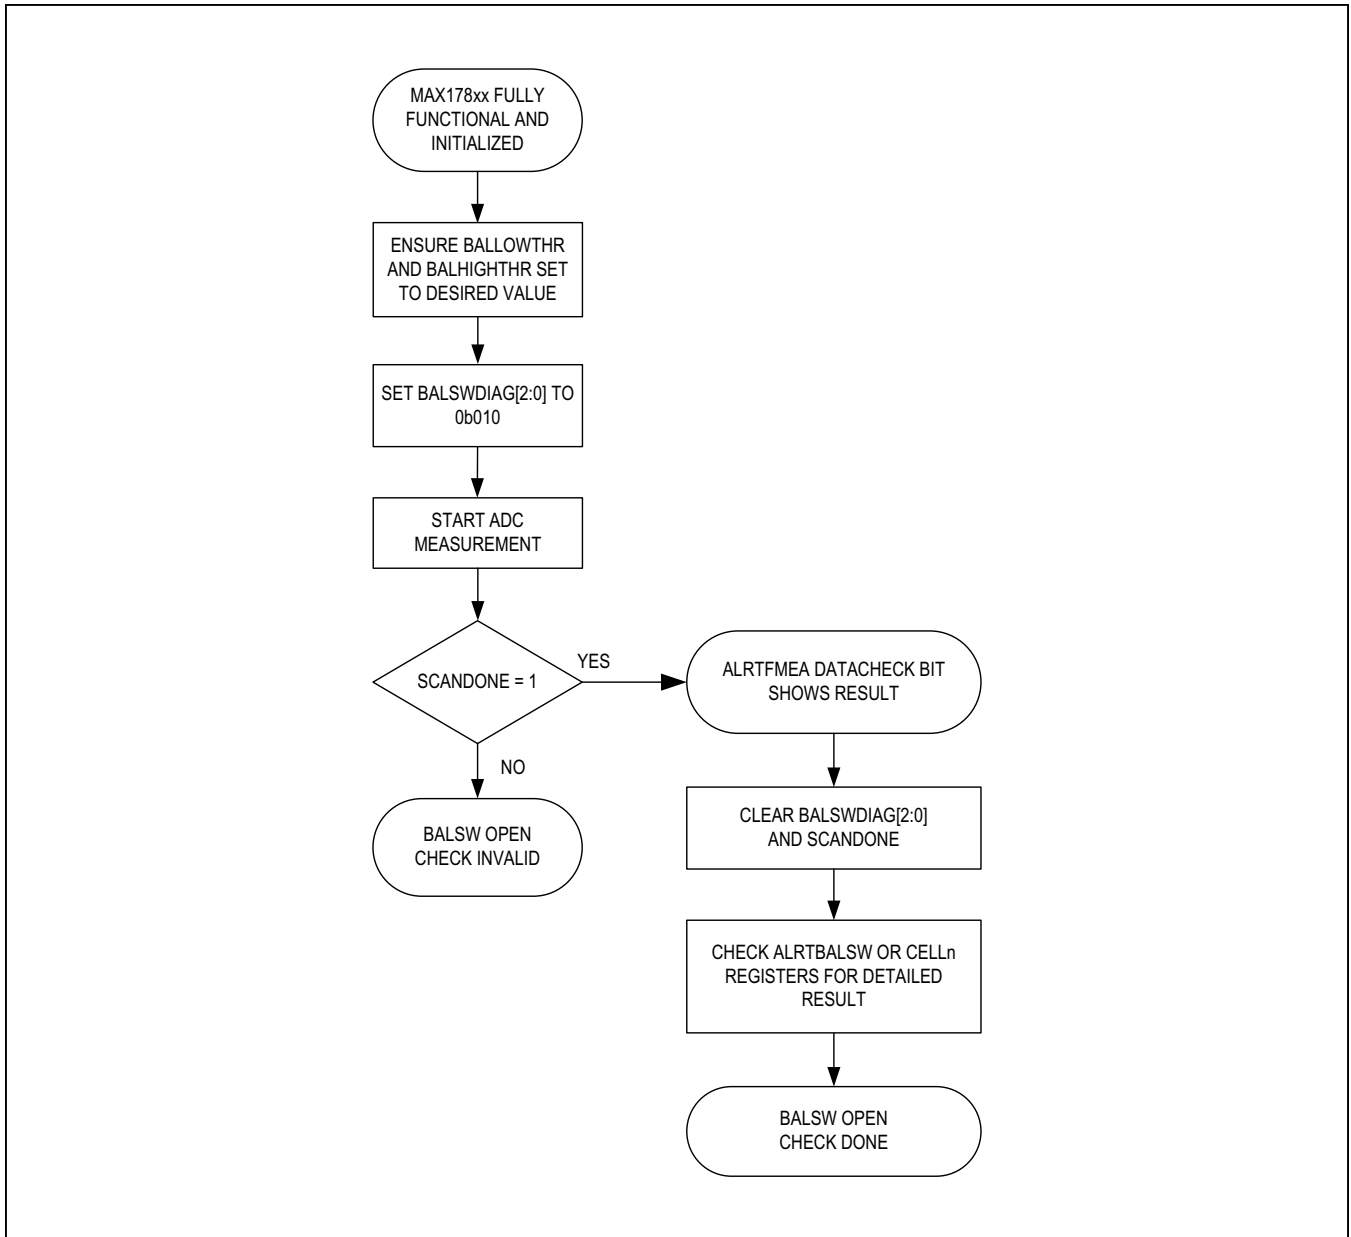 MAX178xx FULLY
FUNCTIONAL AND
INITIALIZED
ENSURE BALLOWTHR
AND BALHIGHTHR SET
TO DESIRED VALUE
SET BALSWDIAG[2:0] TO
0b010
START ADC
MEASUREMENT
SCANDONE = 1
YES
NO
BALSW OPEN
CHECK INVALID
ALRTFMEA DATACHECK BIT
SHOWS RESULT
CLEAR BALSWDIAG[2:0]
AND SCANDONE
CHECK ALRTBALSW OR CELLn
REGISTERS FOR DETAILED
RESULT
BALSW OPEN
CHECK DONE